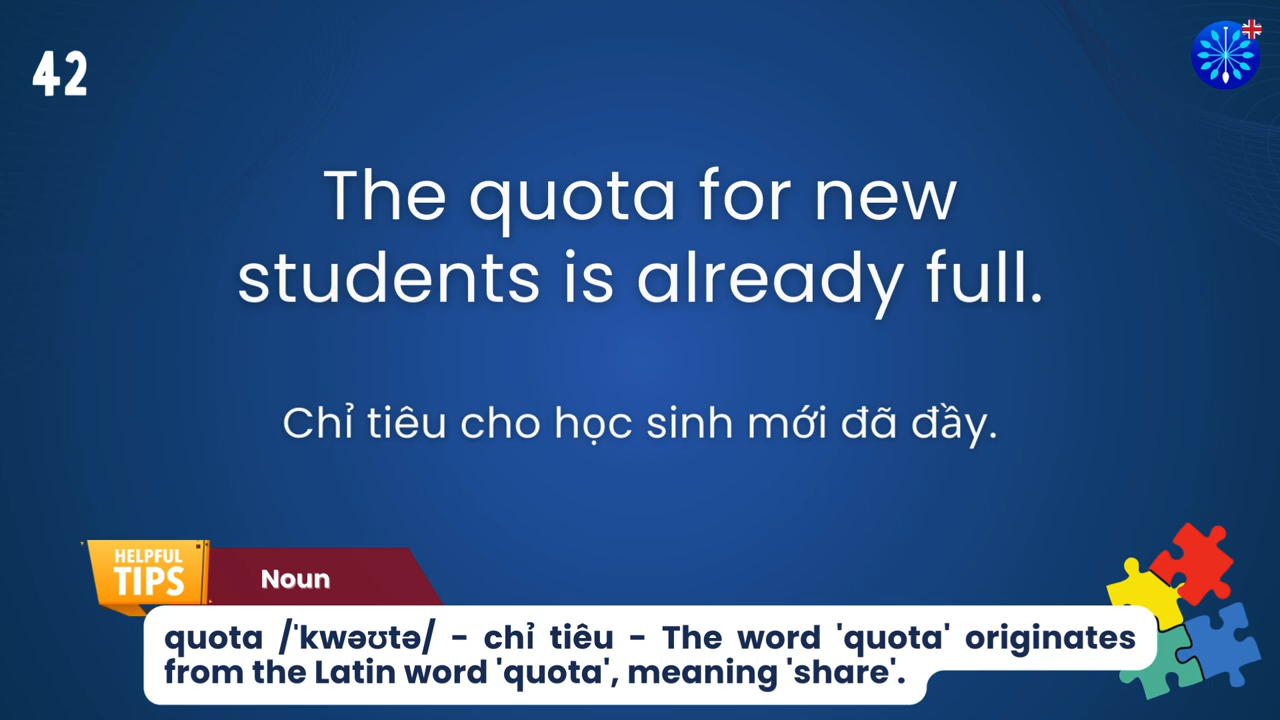 42
The quota for new
students is already full.
Chỉ tiêu cho học sinh mới đã đầy.
HELPFUL
TIPS
Noun
quota /ˈkwəʊtə/ - chỉ tiêu - The word 'quota' originates
from the Latin word 'quota', meaning 'share'.